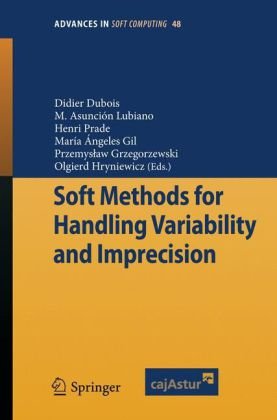 ADVANCES IN SOFT COMPUTING 48
Didier Dubois
M. Asunción Lubiano
Henri Prade
María Ángeles Gil
Przemysław Grzegorzewski
Olgierd Hryniewicz (Eds.)
Soft Methods for
Handling Variability
and Imprecision
Springer
cajAstur